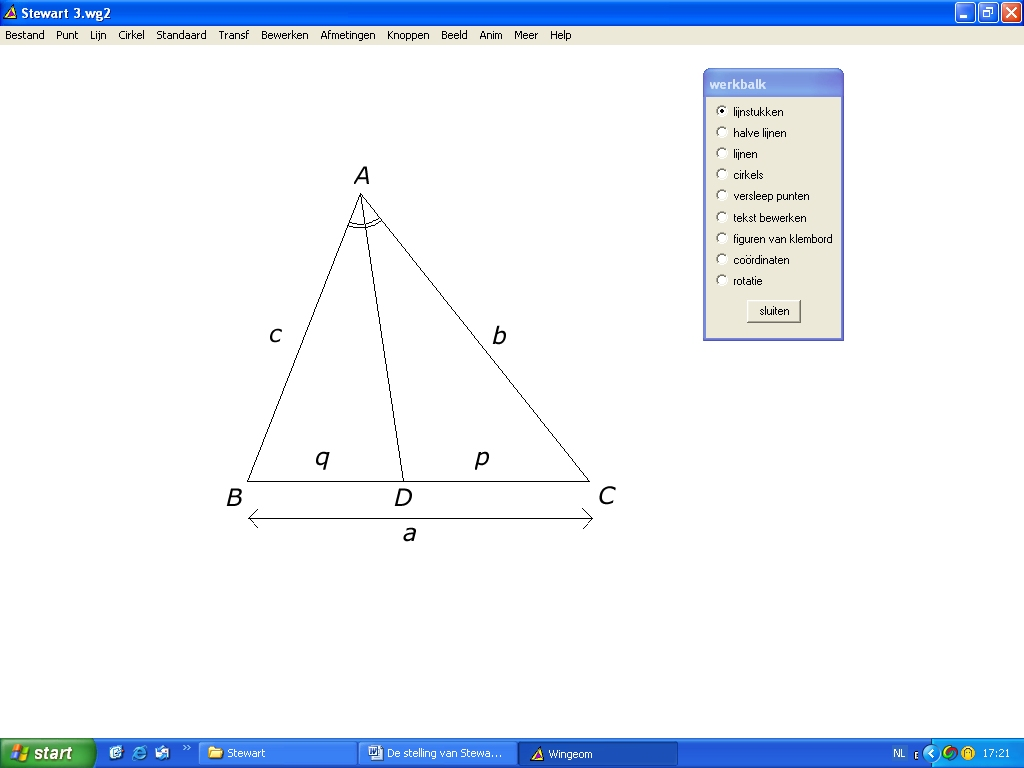 Stewart 3.wg2
Bestand Punt Lijn Cirkel Standaard Transf Bewerken Afmetingen Knoppen Beeld Anim Meer Help
werkbalk
lijnstukken
halve lijnen
lijnen
cirkels
versleep punten
tekst bewerken
figuren van klembord
coördinaten
rotatie
sluiten
A
c
b
q
p
B
D
C
a
start
Stewart
De stelling van Stewa...
Wingeom
NL
17:21